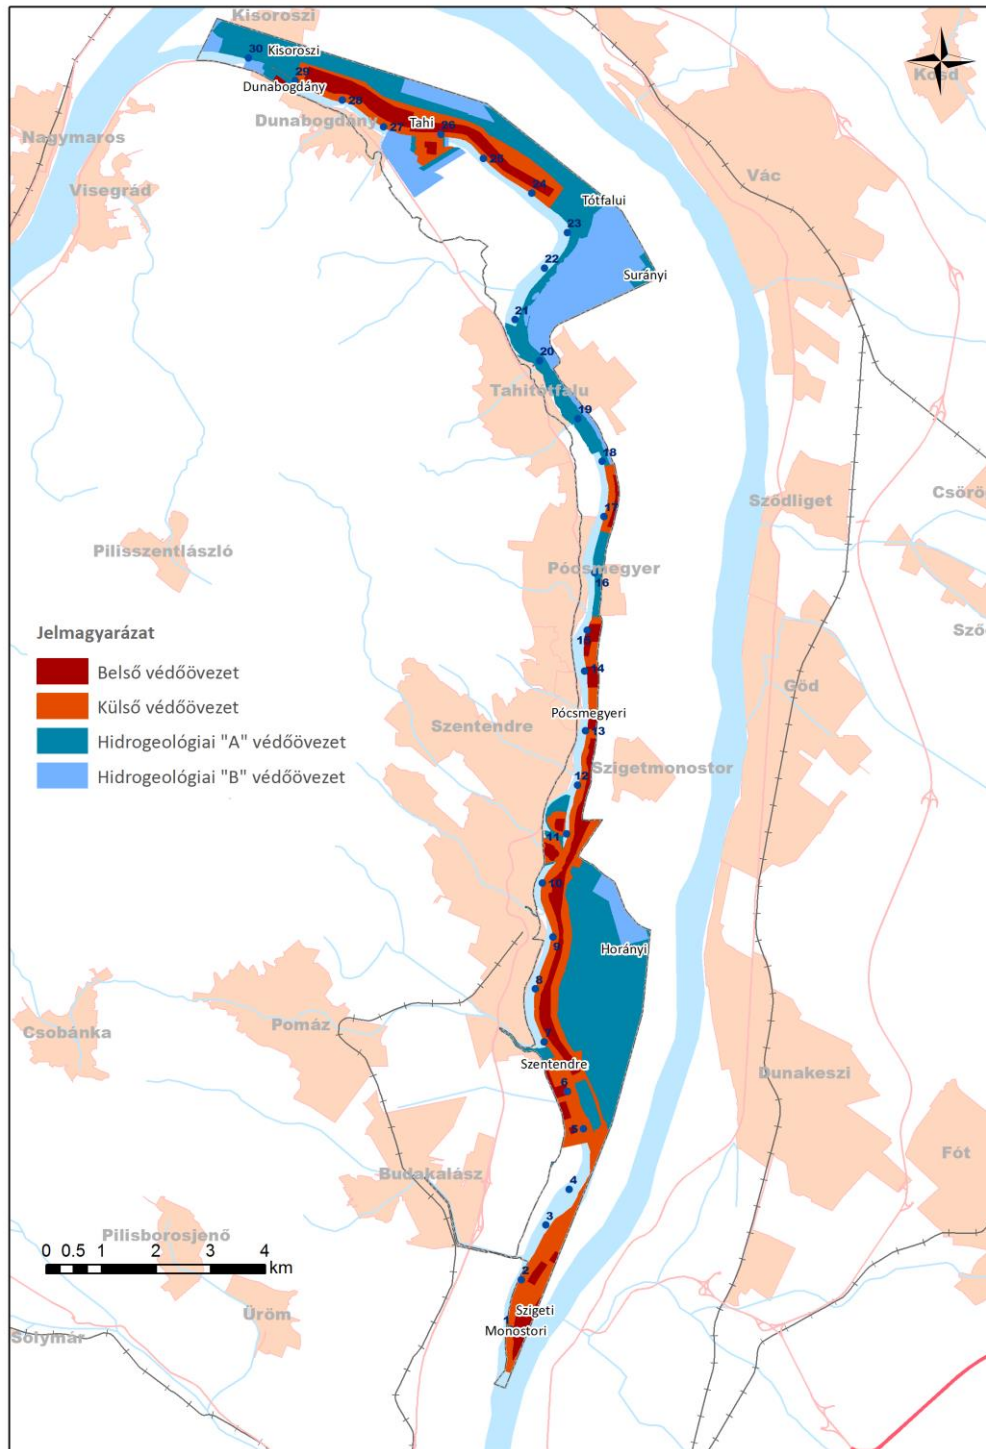 Kisoroszi
30
Kisoroszi
Kosd
29
Dunabogdány
28
Dunabogdány
27
Tahi
26
Nagymaros
25
Visegrád
24
Vác
Tótfalui
23
22
Surányi
21
20
Tahitótfalu
19
18
Sződliget
Csörö
17
Pilisszentlászló
Pócsmegyer
16
Sző
Jelmagyarázat
15
Belső védőövezet
14
Göd
Külső védőövezet
Pócsmegyeri
Szentendre
13
Hidrogeológiai "A" védőövezet
Szigetmonostor
Hidrogeológiai "B" védőövezet
12
11
10
9
Horányi
8
Pomáz
Csobánka
7
Szentendre
Dunakeszi
6
5
Fót
Budakalász
4
3
Pilisborosjenő
0 0.5 1 2 3 4
km
2
Üröm
Szigeti
1
Monostori
Solymár